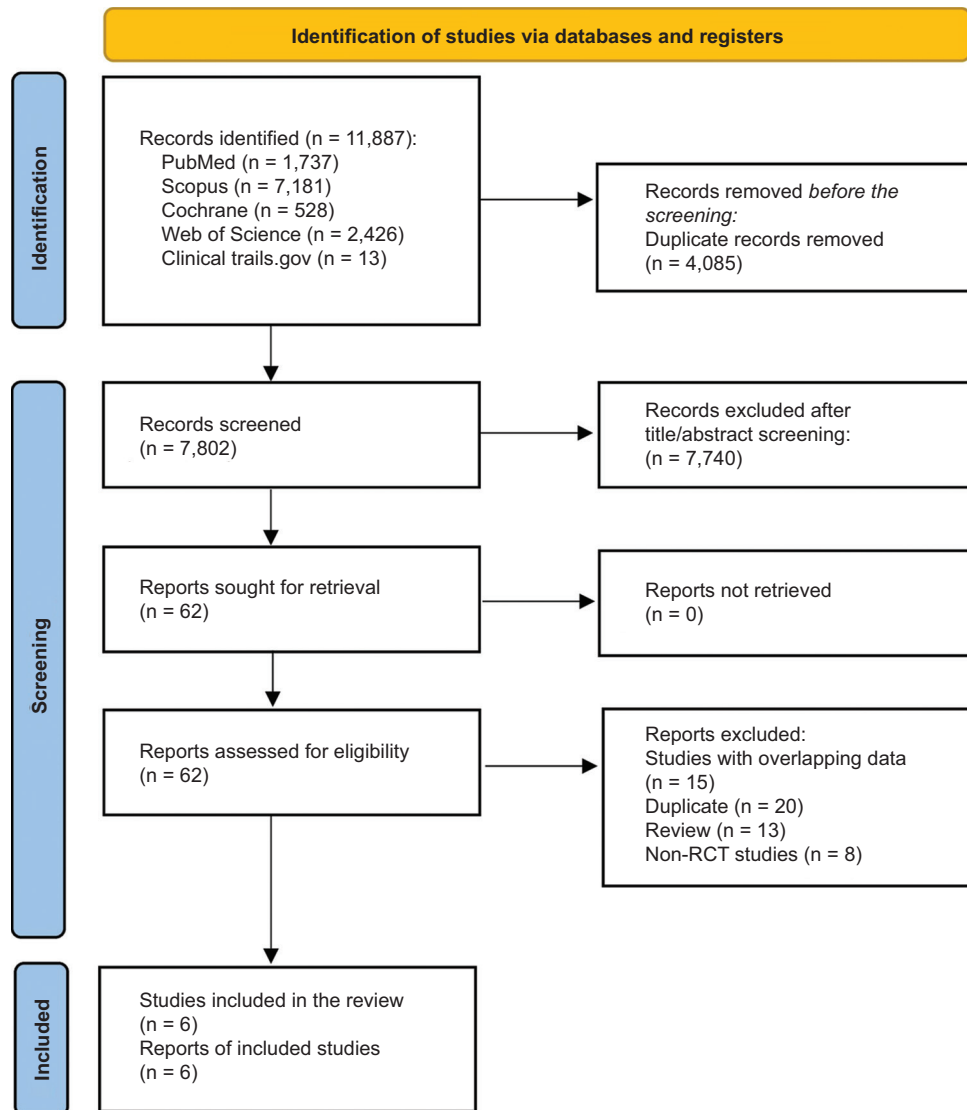 Identification of studies via databases and registers
Identification
Records identified (n = 11,887):
PubMed (n = 1,737)
Scopus (n = 7,181)
Cochrane (n = 528)
Web of Science (n = 2,426)
Clinical trails.gov (n = 13)
Records removed before the
screening:
Duplicate records removed
(n = 4,085)
Screening
Records screened
(n = 7,802)
Records excluded after
title/abstract screening:
(n = 7,740)
Reports sought for retrieval
(n = 62)
Reports not retrieved
(n = 0)
Reports assessed for eligibility
(n = 62)
Reports excluded:
Studies with overlapping data
(n = 15)
Duplicate (n = 20)
Review (n = 13)
Non-RCT studies (n = 8)
Included
Studies included in the review
(n = 6)
Reports of included studies
(n = 6)